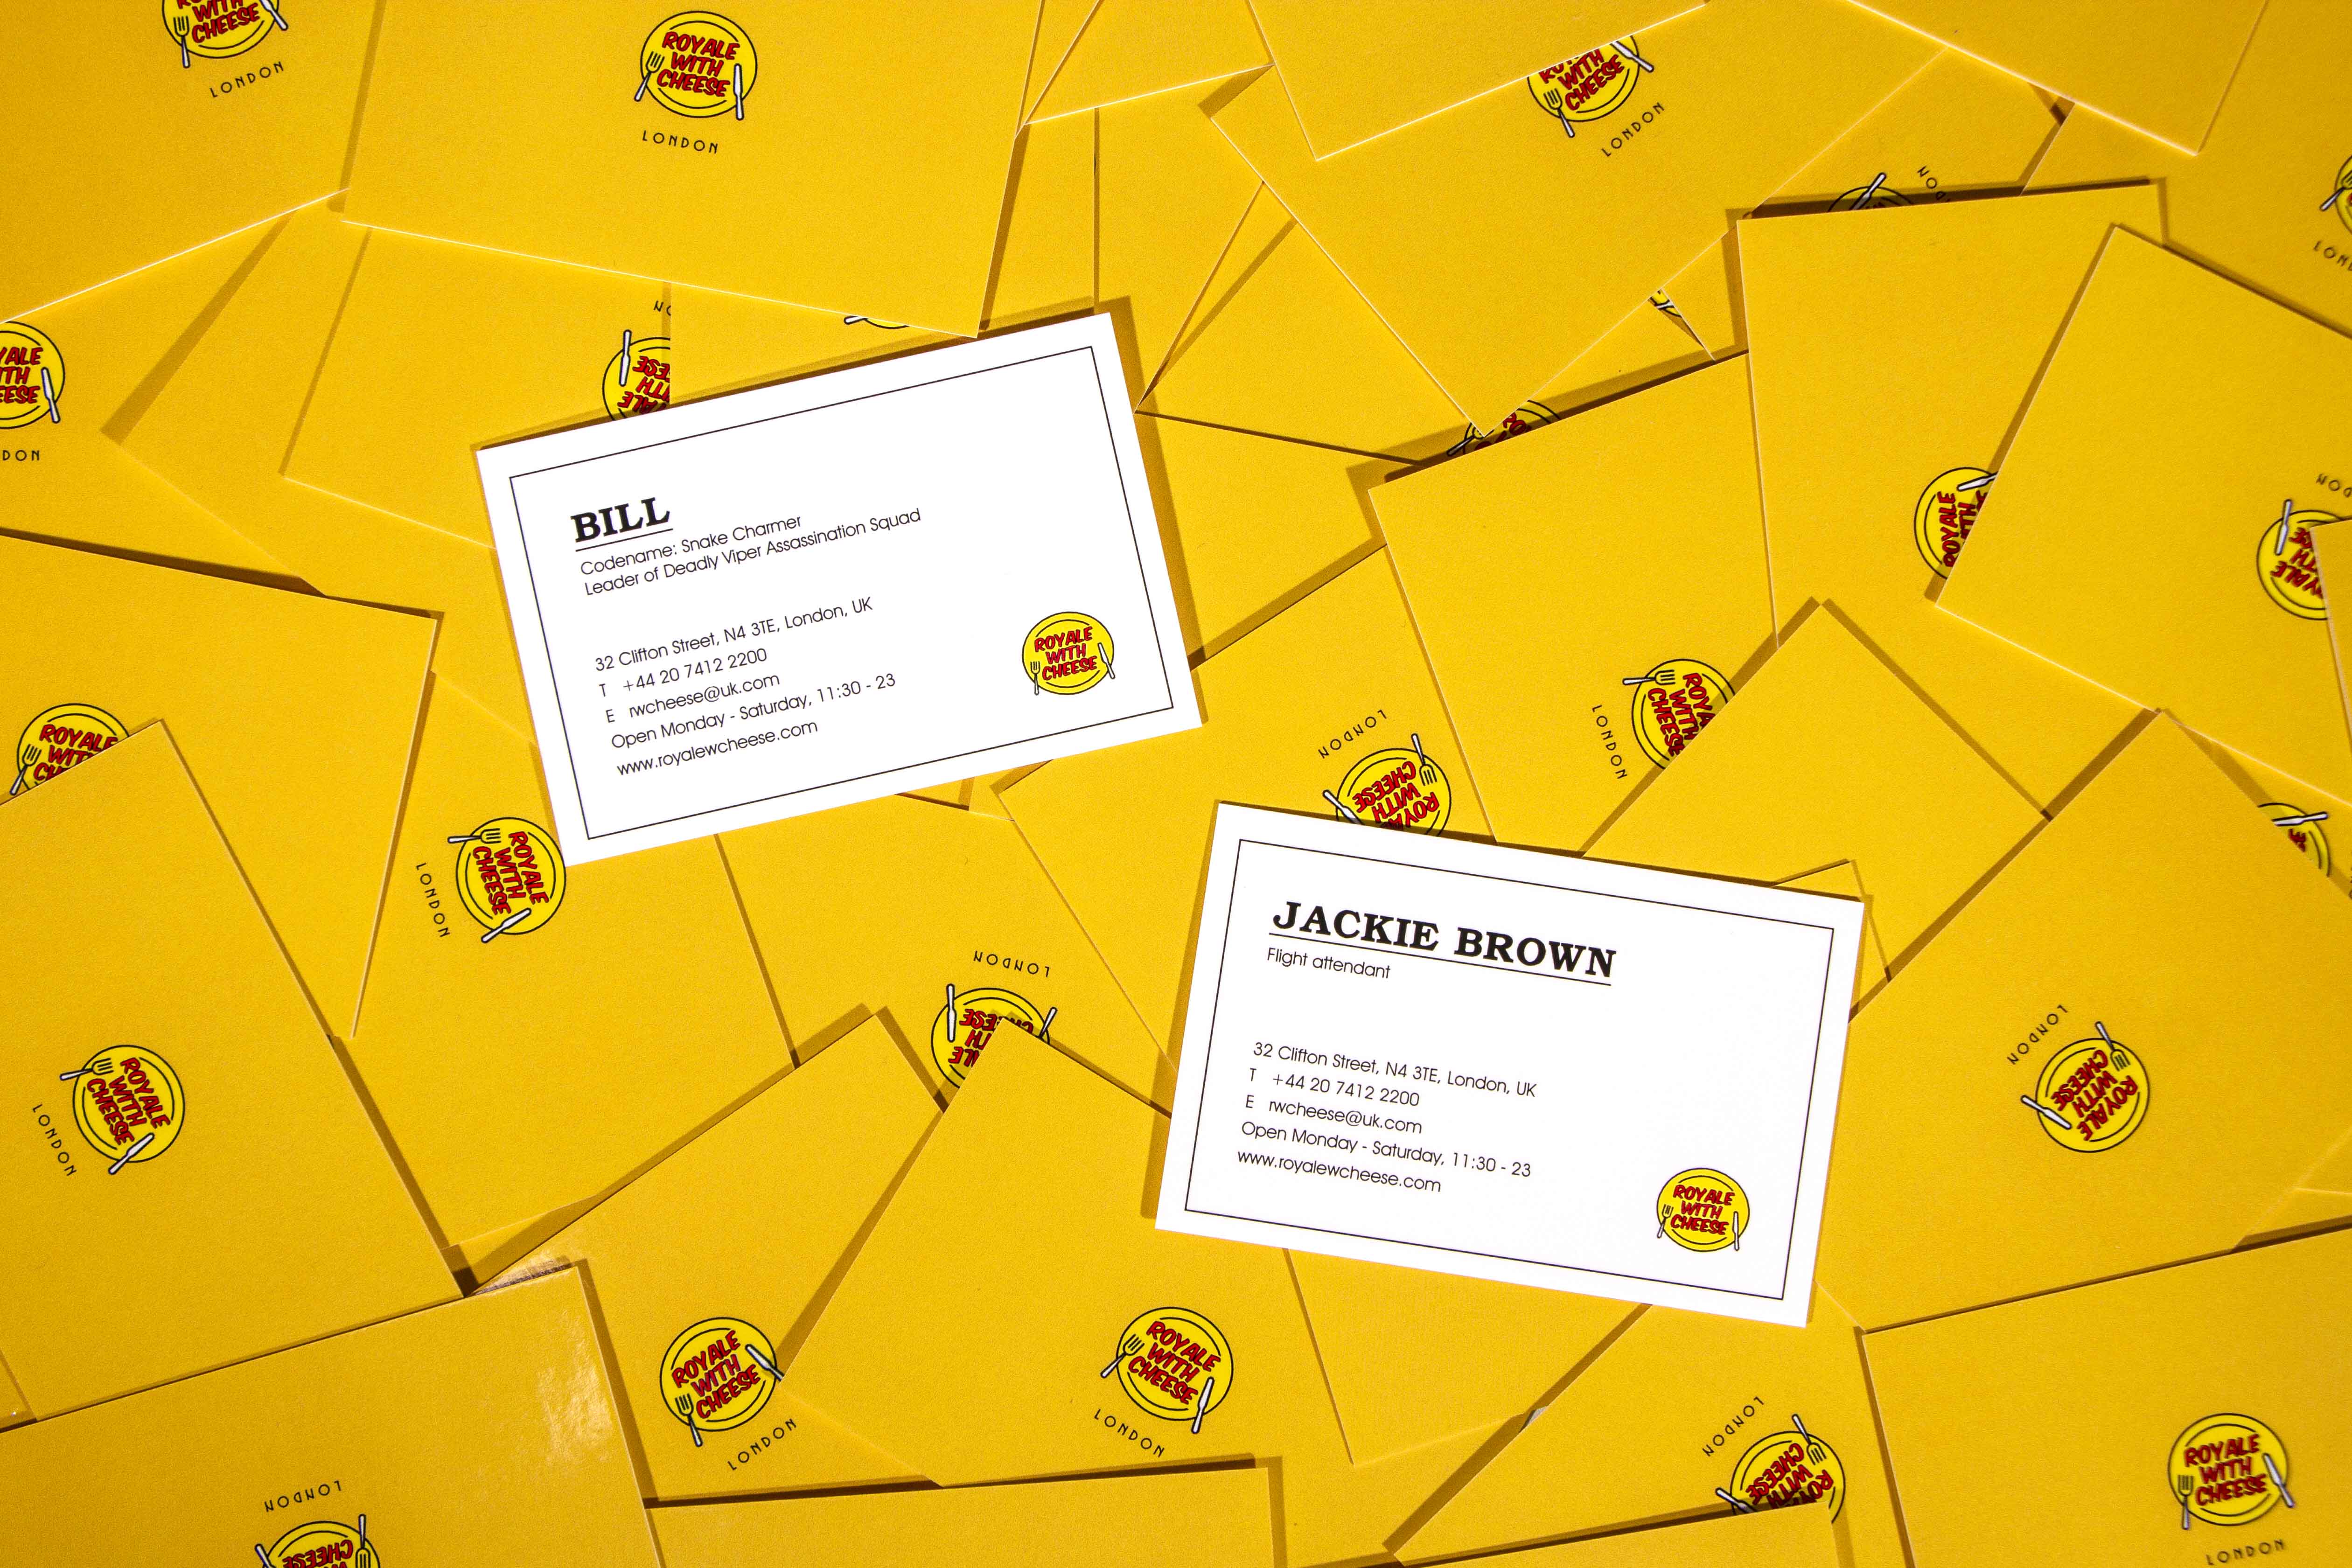 ROYALE
WITH
CHEESE
LONDON
BILL
Codename: Snake Charmer
Leader of Deadly Viper Assassination Squad
32 Clifton Street, N4 3TE, London, UK
T +44 20 7412 2200
E rwcheese@uk.com
Open Monday - Saturday, 11:30 - 23
www.royalewcheese.com
ROYALE
WITH
CHEESE
JACKIE BROWN
Flight attendant
32 Clifton Street, N4 3TE, London, UK
T +44 20 7412 2200
E rwcheese@uk.com
Open Monday - Saturday, 11:30 - 23
www.royalewcheese.com
ROYALE
WITH
CHEESE
ROYALE
WITH
CHEESE
LONDON
ROYALE
WITH
CHEESE
LONDON
ROYALE
WITH
CHEESE
LONDON
ROYALE
WITH
CHEESE
LONDON
ROYALE
WITH
CHEESE
LONDON
ROYALE
WITH
CHEESE
LONDON
ROYALE
WITH
CHEESE
LONDON